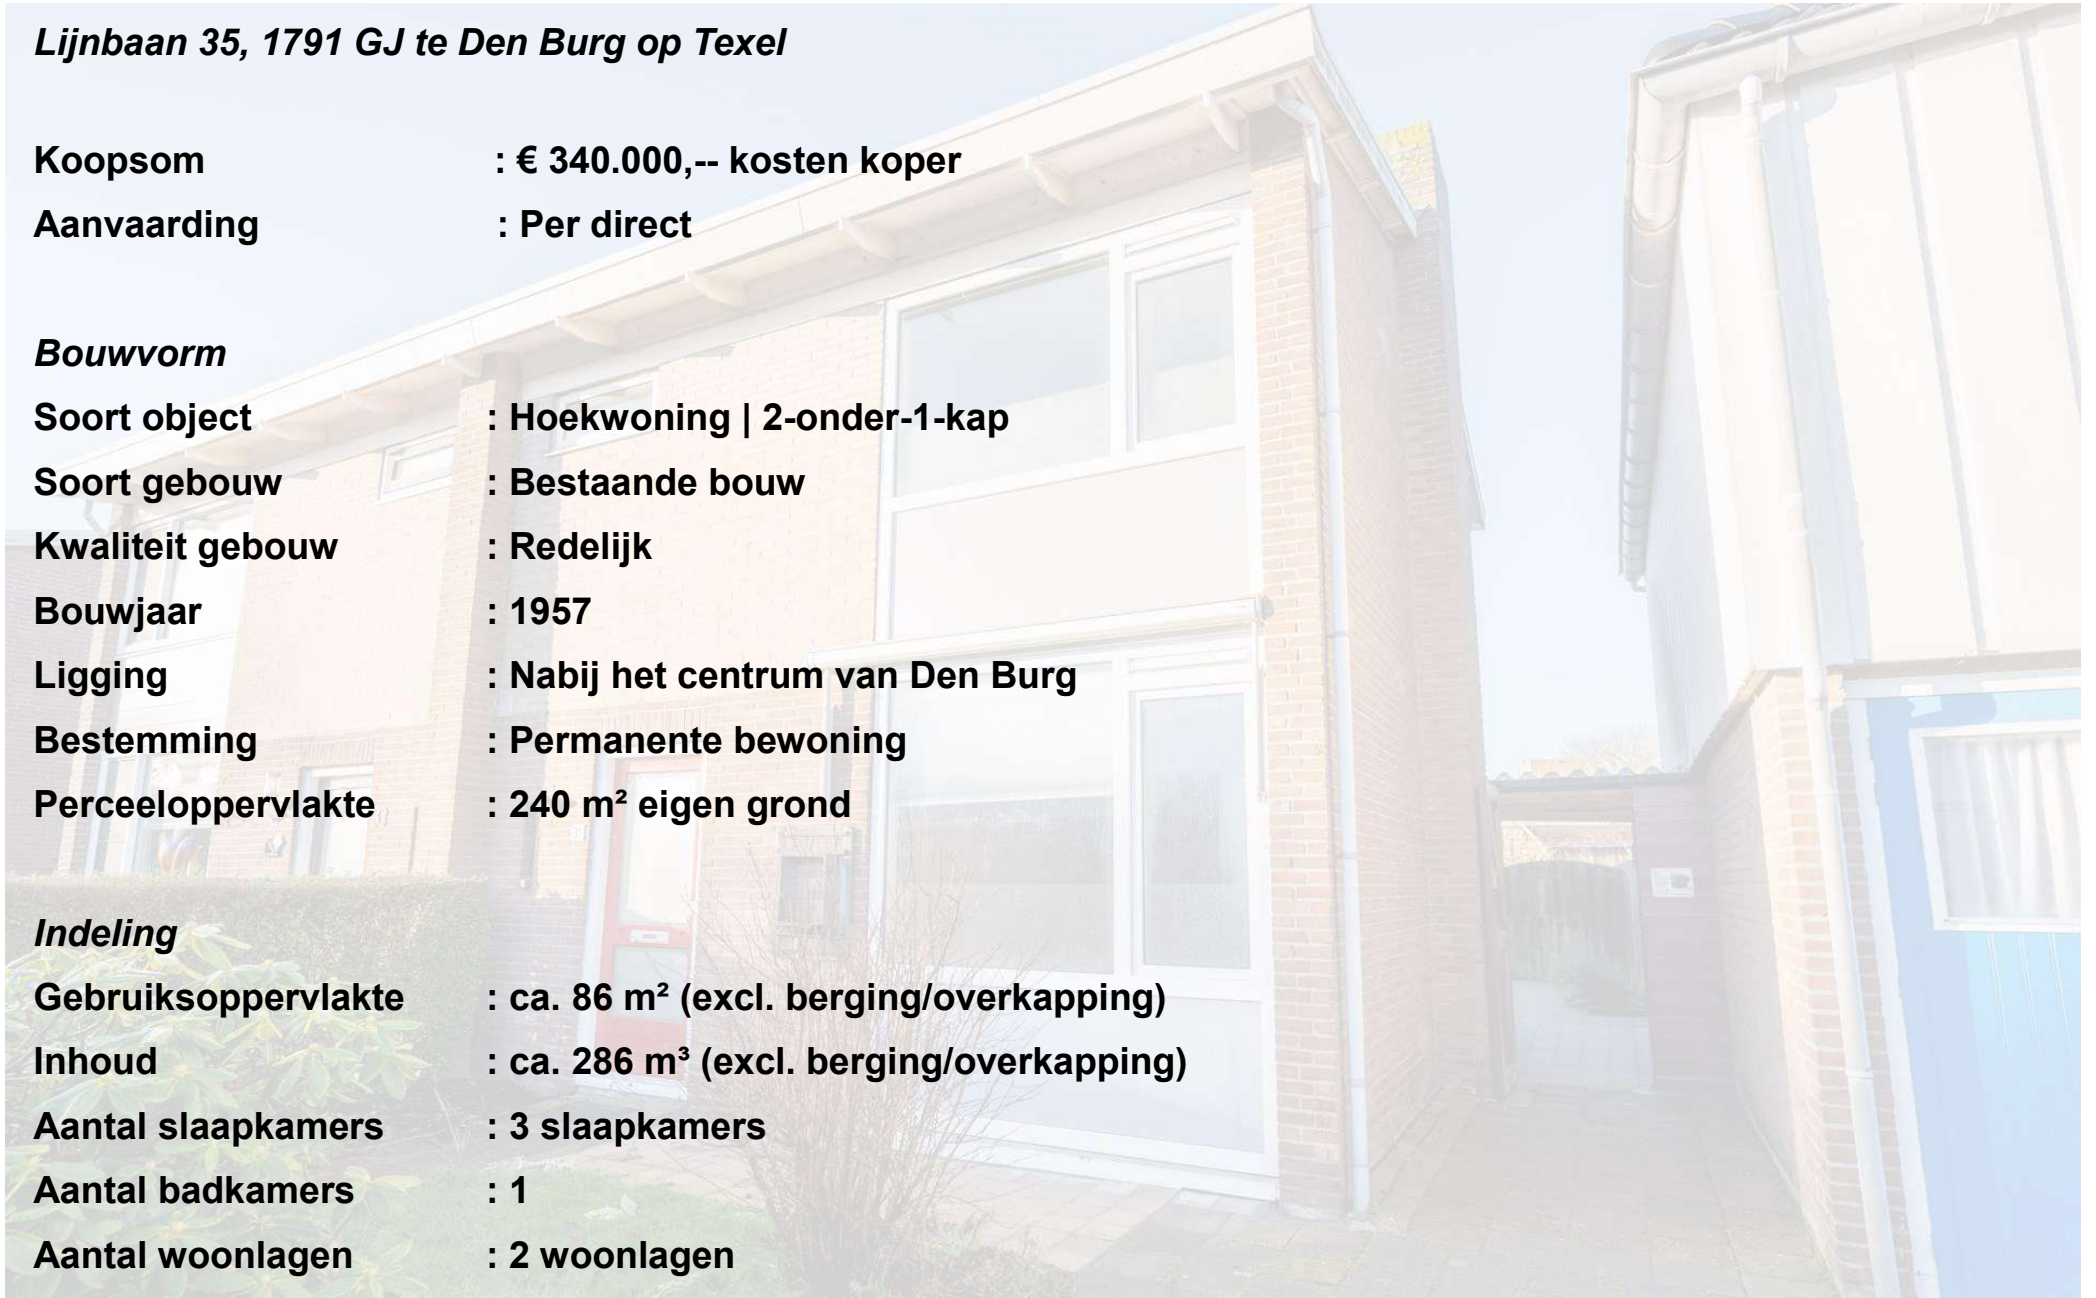 Lijnbaan 35, 1791 GJ te Den Burg op Texel
Koopsom : € 340.000,-- kosten koper
Aanvaarding : Per direct
Bouwvorm
Soort object : Hoekwoning | 2-onder-1-kap
Soort gebouw : Bestaande bouw
Kwaliteit gebouw : Redelijk
Bouwjaar : 1957
Ligging : Nabij het centrum van Den Burg
Bestemming : Permanente bewoning
Perceeloppervlakte : 240 m² eigen grond
Indeling
Gebruiksoppervlakte : ca. 86 m² (excl. berging/overkapping)
Inhoud : ca. 286 m³ (excl. berging/overkapping)
Aantal slaapkamers : 3 slaapkamers
Aantal badkamers : 1
Aantal woonlagen : 2 woonlagen